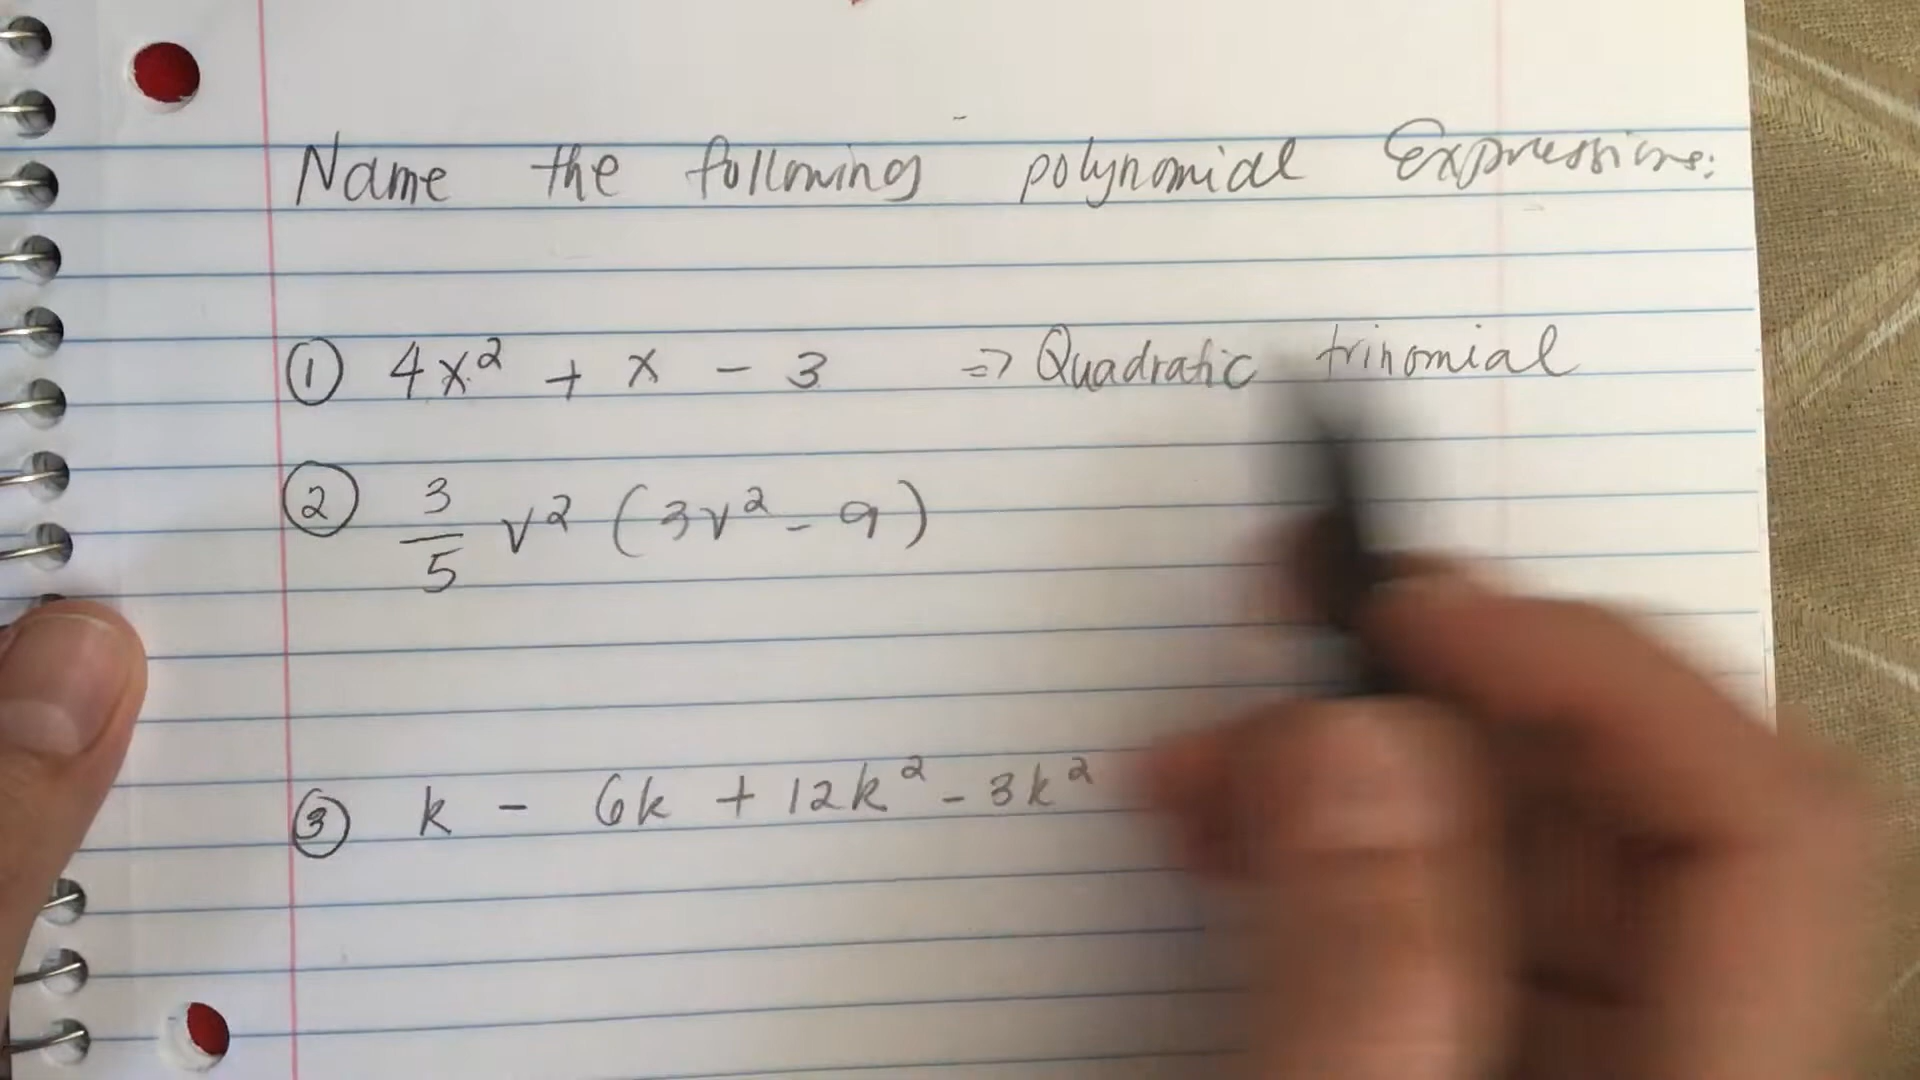 Name the following polynomial Expressions:
① 4x² + x - 3 => Quadratic trinomial
② 3/5 v² (3v² - 9)
③ k - 6k + 12k² - 3k²